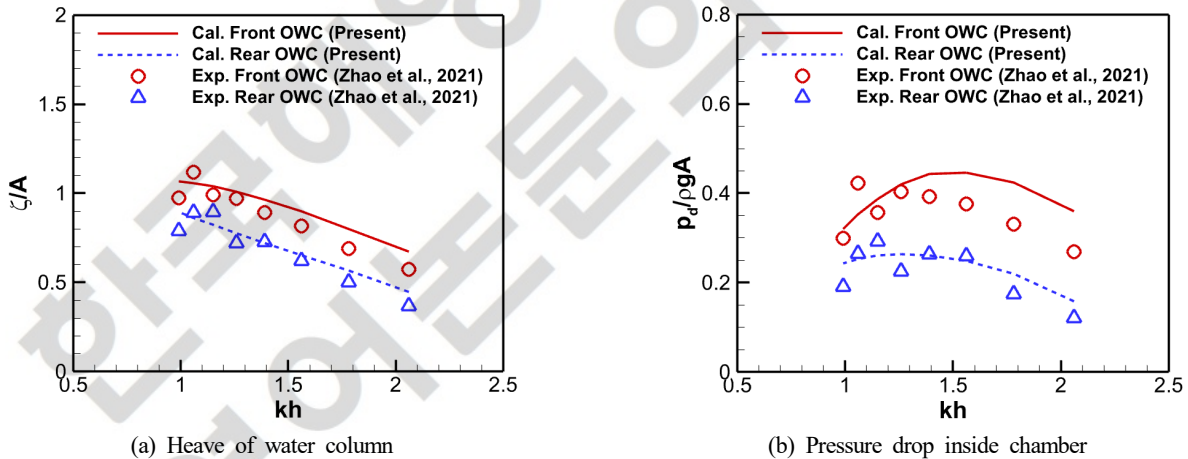 2
1.5
1
0.5
0
ζ/A
Cal. Front OWC (Present)
Cal. Rear OWC (Present)
Exp. Front OWC (Zhao et al., 2021)
Exp. Rear OWC (Zhao et al., 2021)
0.5 1 1.5 2 2.5
kh
(a) Heave of water column
0.8
0.6
0.4
0.2
0
p_d/ρgA
Cal. Front OWC (Present)
Cal. Rear OWC (Present)
Exp. Front OWC (Zhao et al., 2021)
Exp. Rear OWC (Zhao et al., 2021)
0.5 1 1.5 2 2.5
kh
(b) Pressure drop inside chamber